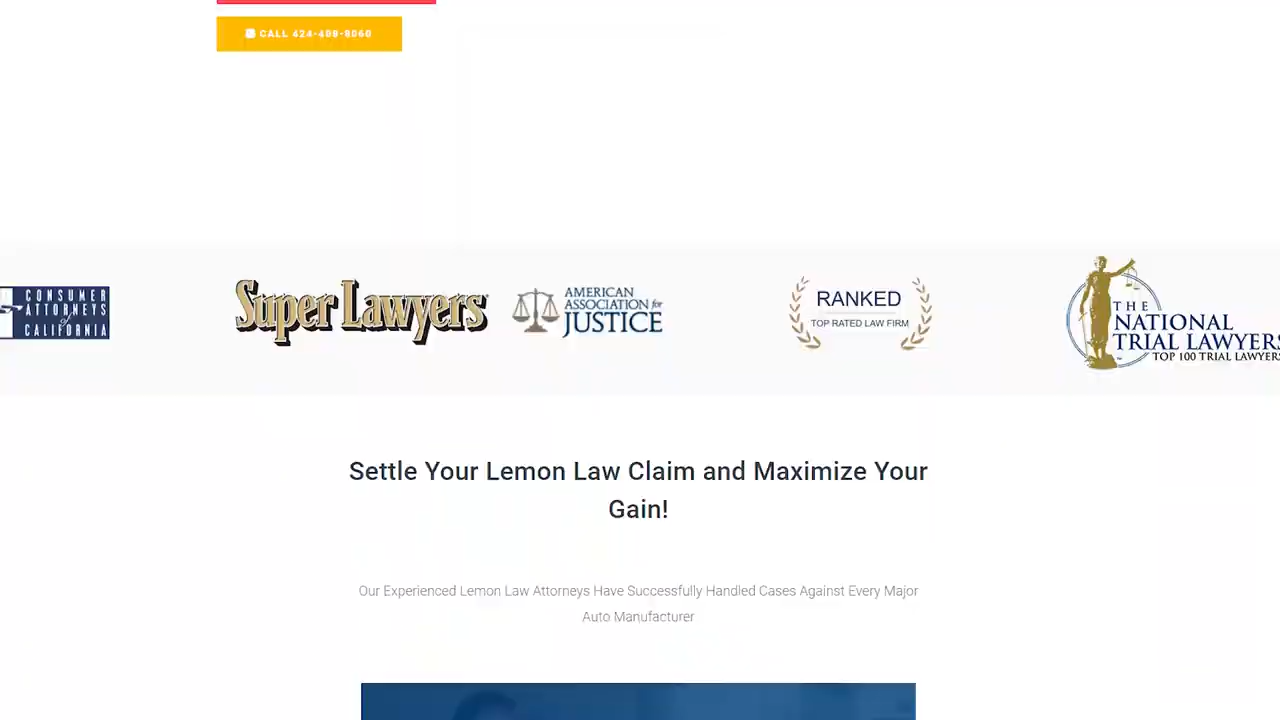 CALL 424-408-8060
CONSUMER
ATTORNEYS
of
CALIFORNIA
Super Lawyers
AMERICAN
ASSOCIATION for
JUSTICE
RANKED
TOP RATED LAW FIRM
THE
NATIONAL
TRIAL LAWYERS
TOP 100 TRIAL LAWYERS
Settle Your Lemon Law Claim and Maximize Your
Gain!
Our Experienced Lemon Law Attorneys Have Successfully Handled Cases Against Every Major
Auto Manufacturer